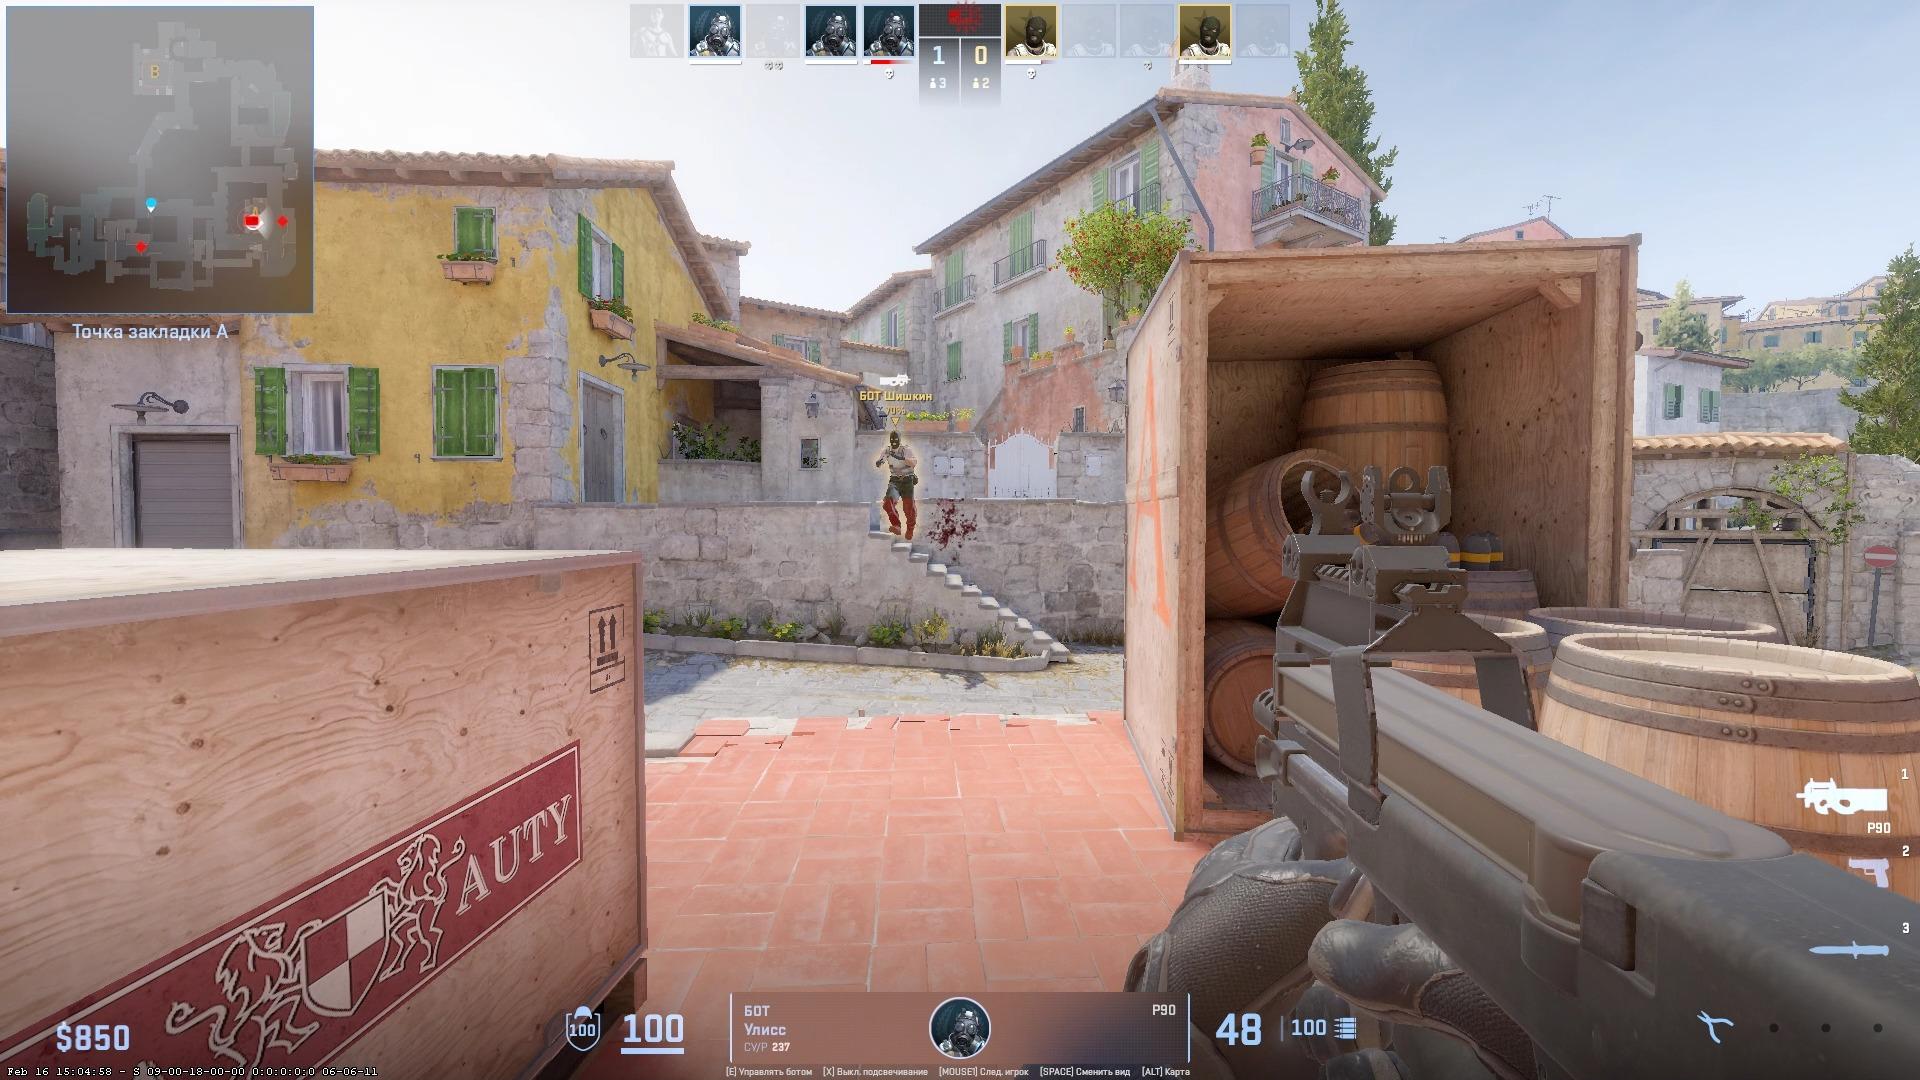 B
1 0
3 2
Точка закладки А
БОТ Шишкин
70%
A
AUTY
1
P90
2
3
$850
100
100
БОТ
Улисс
СУ/Р 237
P90
48 | 100
[E] Управлять ботом [X] Выкл. подсвечивание [MOUSE1] След. игрок [SPACE] Сменить вид [ALT] Карта
Feb 16 15:04:58 - S 09-00-18-00-00 0:0:0:0:0 06-06-11